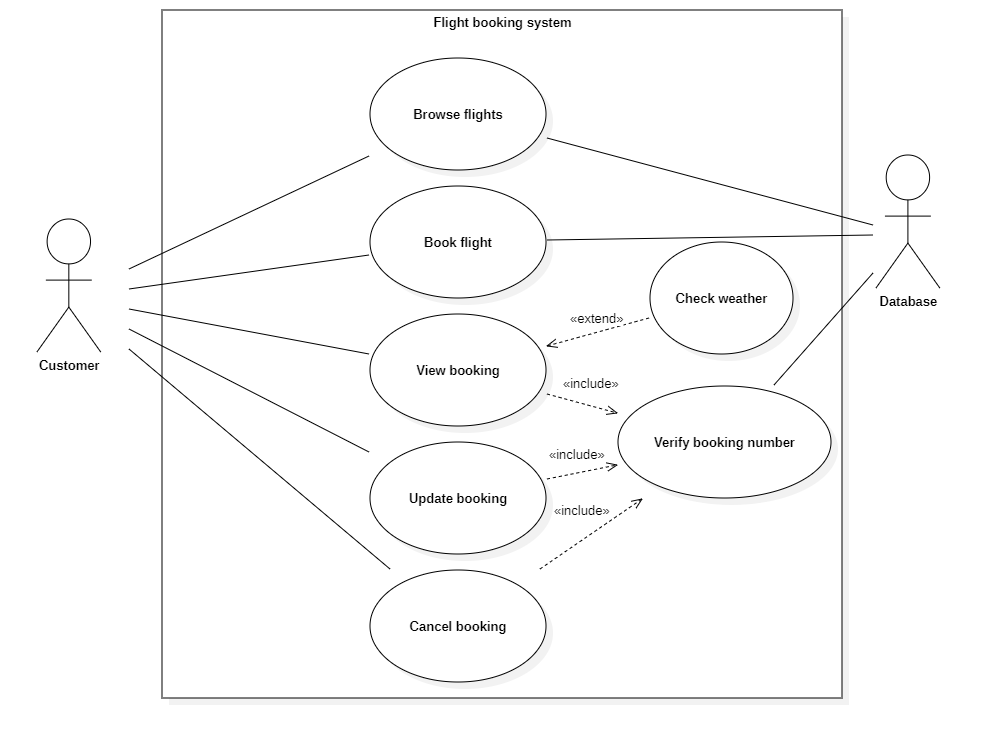 Flight booking system
Browse flights
Book flight
Check weather
Database
«extend»
Customer
View booking
«include»
Verify booking number
«include»
Update booking
«include»
Cancel booking